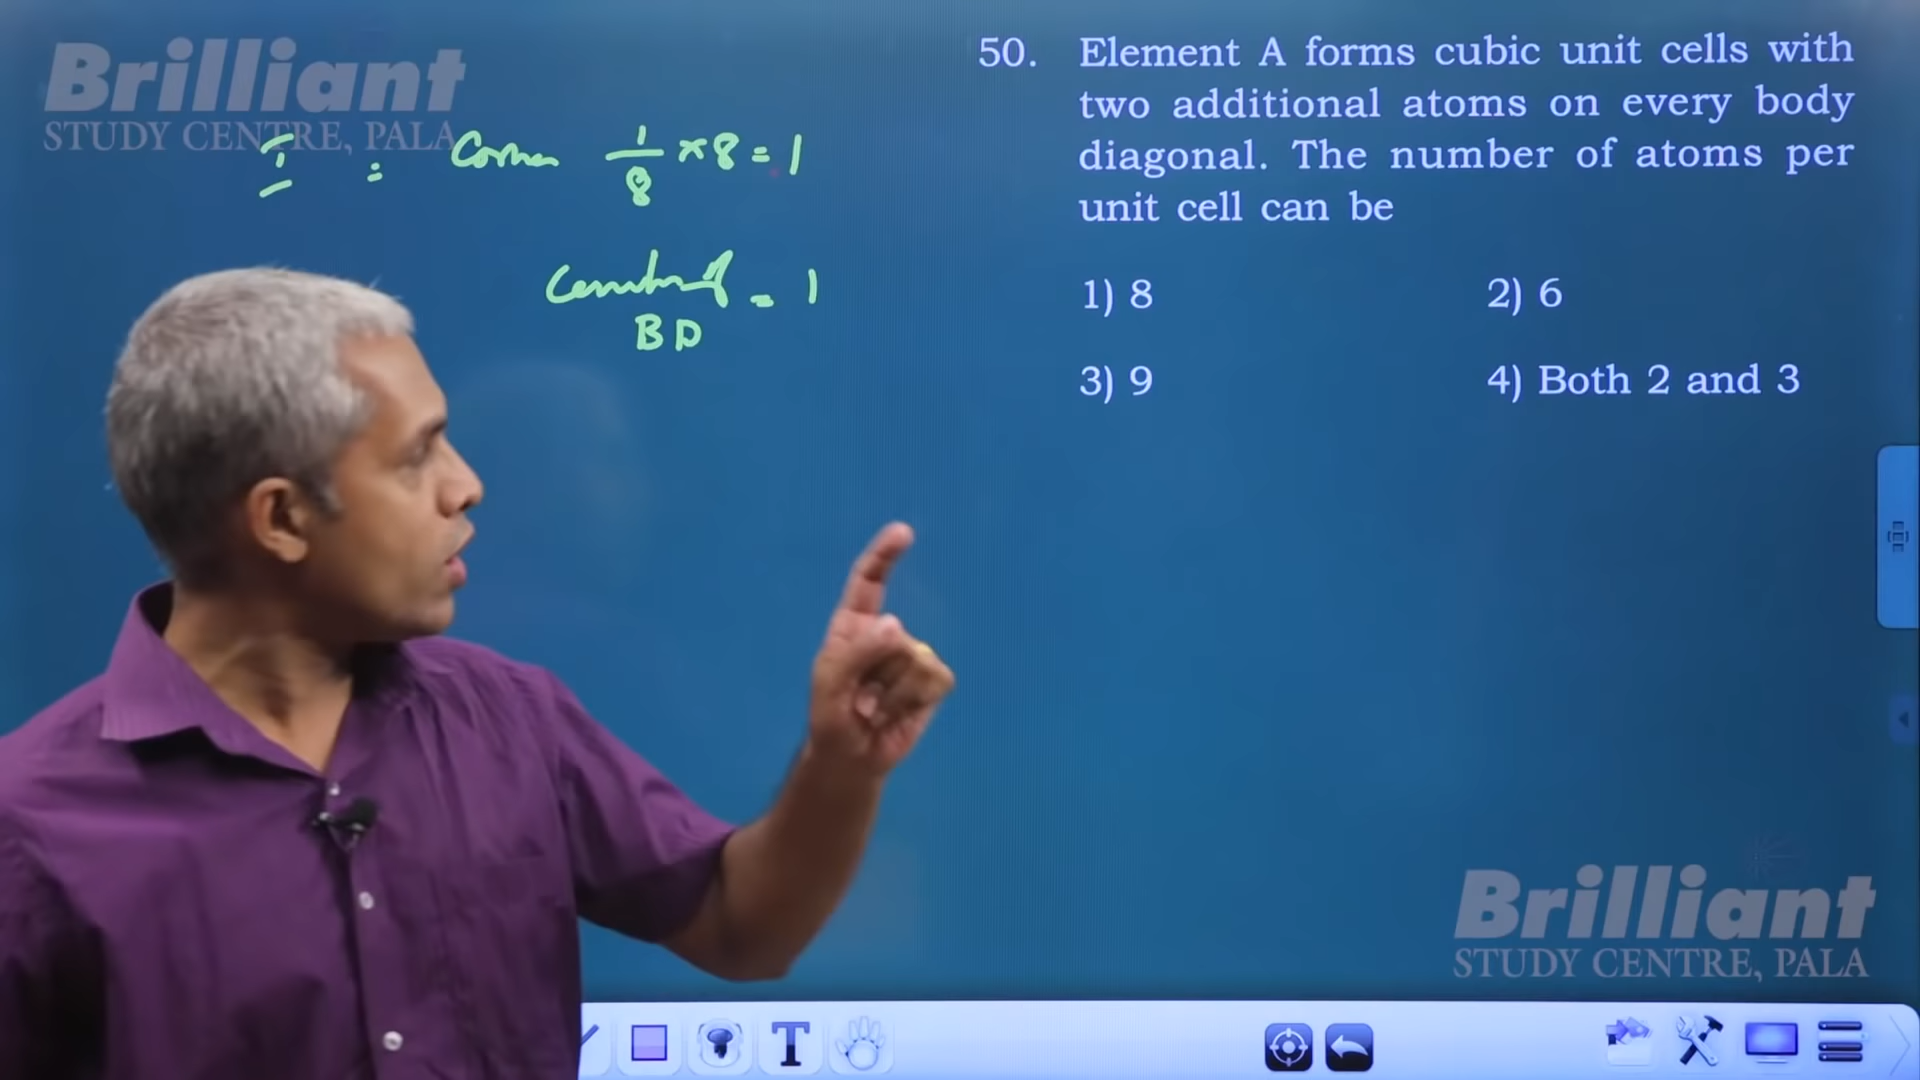 Brilliant
STUDY CENTRE, PALA
I : Corner 1/8 × 8 = 1
Centre of BD = 1
50. Element A forms cubic unit cells with
two additional atoms on every body
diagonal. The number of atoms per
unit cell can be
1) 8 2) 6
3) 9 4) Both 2 and 3
Brilliant
STUDY CENTRE, PALA
T